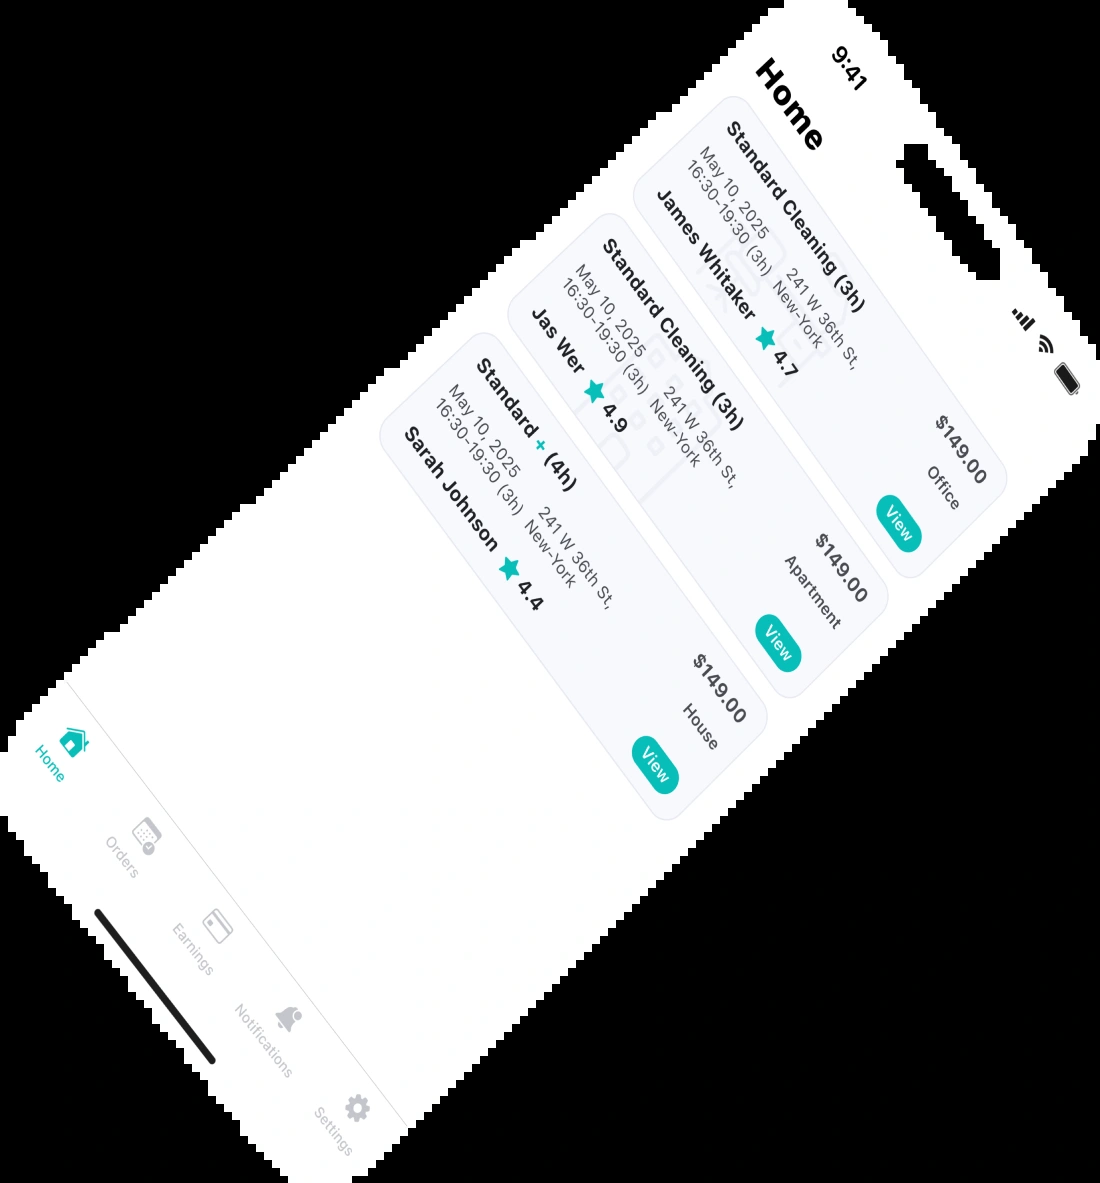 9:41
Home
Standard Cleaning (3h)
$149.00
May 10, 2025
241 W 36th St,
Office
16:30-19:30 (3h)
New-York
James Whitaker 4.7
View
Standard Cleaning (3h)
$149.00
May 10, 2025
241 W 36th St,
Apartment
16:30-19:30 (3h)
New-York
Jas Wer 4.9
View
Standard + (4h)
$149.00
May 10, 2025
241 W 36th St,
House
16:30-19:30 (3h)
New-York
Sarah Johnson 4.4
View
Home
Orders
Earnings
Notifications
Settings